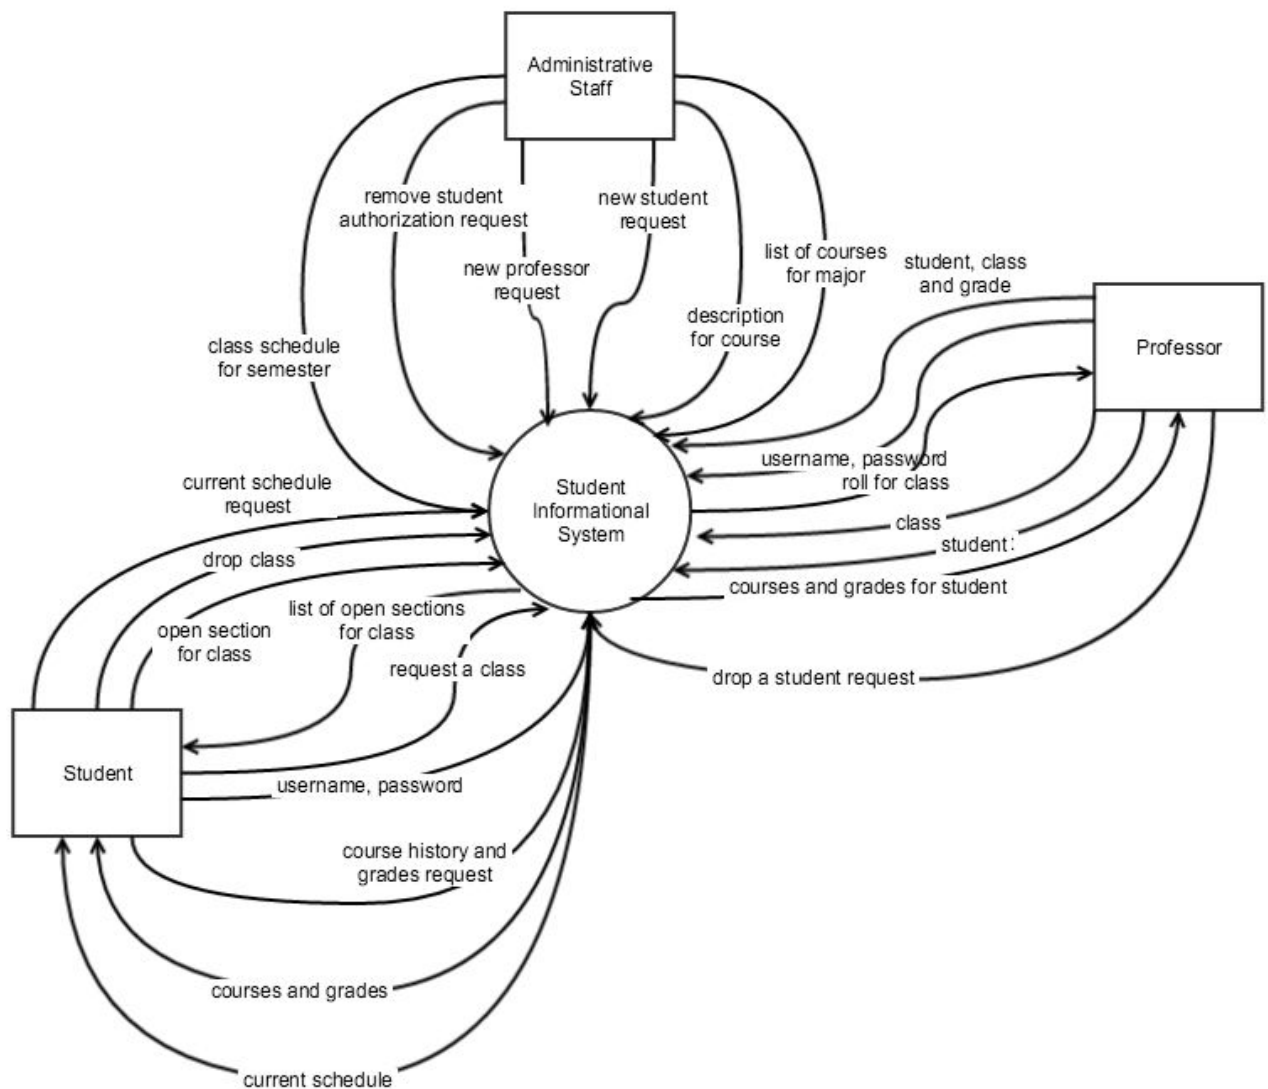 Administrative
Staff
remove student
authorization request
new student
request
new professor
request
list of courses
for major
student, class
and grade
description
for course
Professor
class schedule
for semester
username, password
roll for class
current schedule
request
Student
Informational
System
class
student:
drop class
courses and grades for student
list of open sections
for class
open section
for class
request a class
drop a student request
Student
username, password
course history and
grades request
courses and grades
current schedule